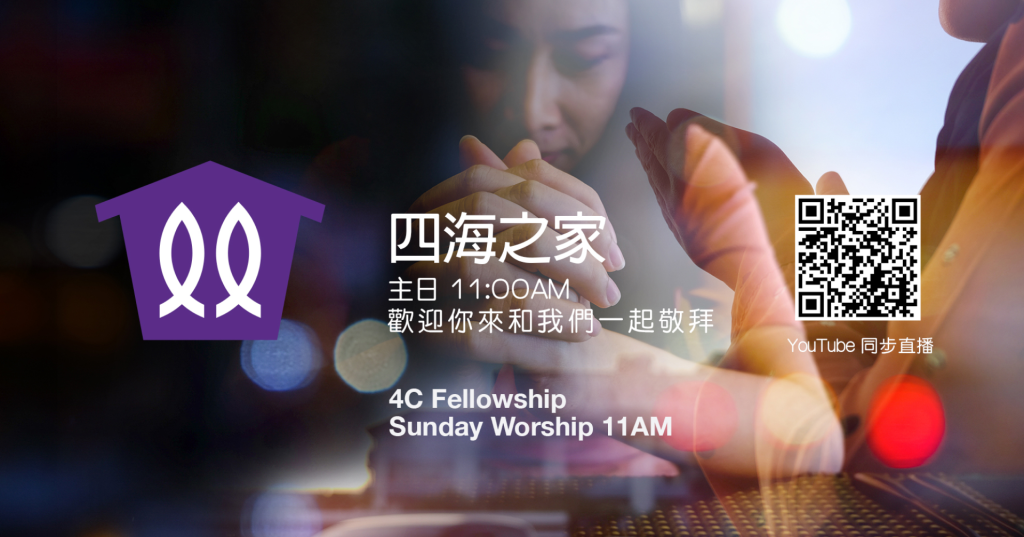 四海之家
主日 11:00AM
歡迎你來和我們一起敬拜
4C Fellowship
Sunday Worship 11AM
YouTube 同步直播